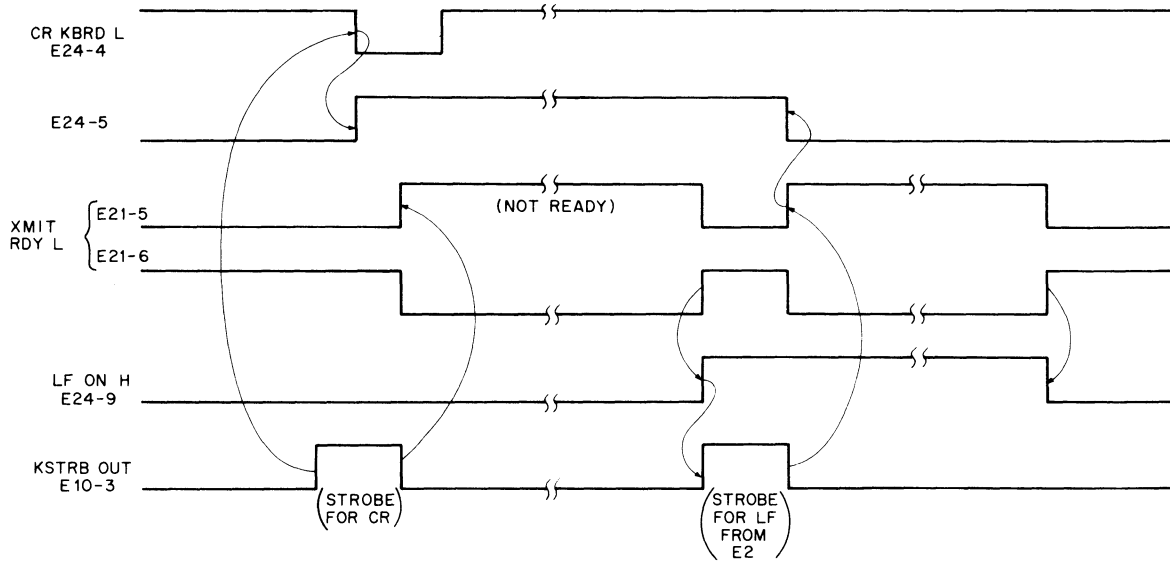 CR KBRD L
E24-4
E24-5
XMIT
RDY L
E21-5
(NOT READY)
E21-6
LF ON H
E24-9
KSTRB OUT
E10-3
(STROBE
FOR CR)
(STROBE
FOR LF
FROM
E2)